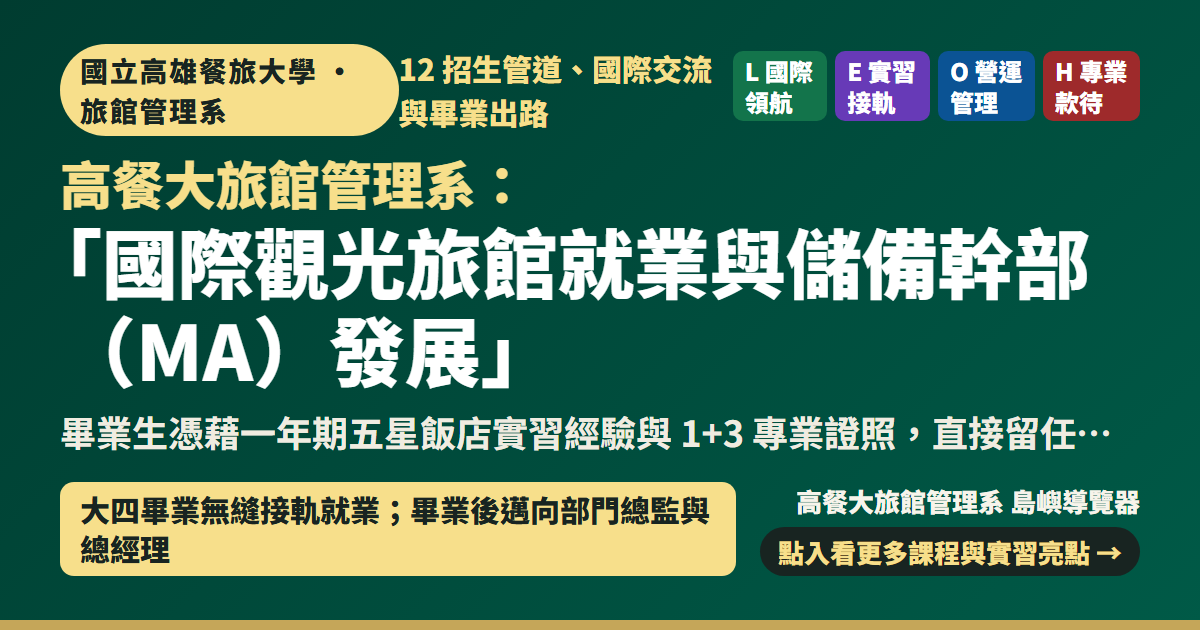 國立高雄餐旅大學 ·
旅館管理系
12 招生管道、國際交流
與畢業出路
L 國際
領航
E 實習
接軌
O 營運
管理
H 專業
款待
高餐大旅館管理系：
「國際觀光旅館就業與儲備幹部
（MA）發展」
畢業生憑藉一年期五星飯店實習經驗與 1+3 專業證照，直接留任…
大四畢業無縫接軌就業；畢業後邁向部門總監與
總經理
高餐大旅館管理系 島嶼導覽器
點入看更多課程與實習亮點 →